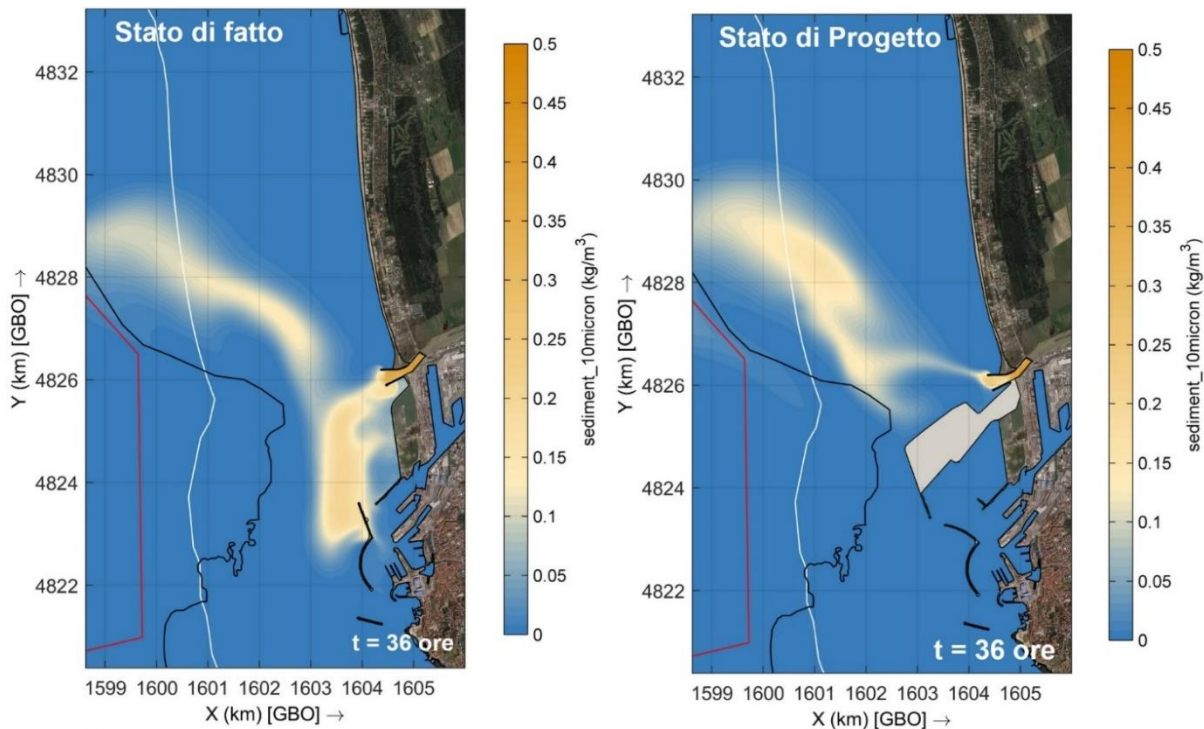 Stato di fatto
4832
4830
4828
4826
4824
4822
Y (km) [GBO] →
t = 36 ore
1599 1600 1601 1602 1603 1604 1605
X (km) [GBO] →
0.5
0.45
0.4
0.35
0.3
0.25
0.2
0.15
0.1
0.05
0
sediment_10micron (kg/m³)
Stato di Progetto
4832
4830
4828
4826
4824
4822
Y (km) [GBO] →
t = 36 ore
1599 1600 1601 1602 1603 1604 1605
X (km) [GBO] →
0.5
0.45
0.4
0.35
0.3
0.25
0.2
0.15
0.1
0.05
0
sediment_10micron (kg/m³)